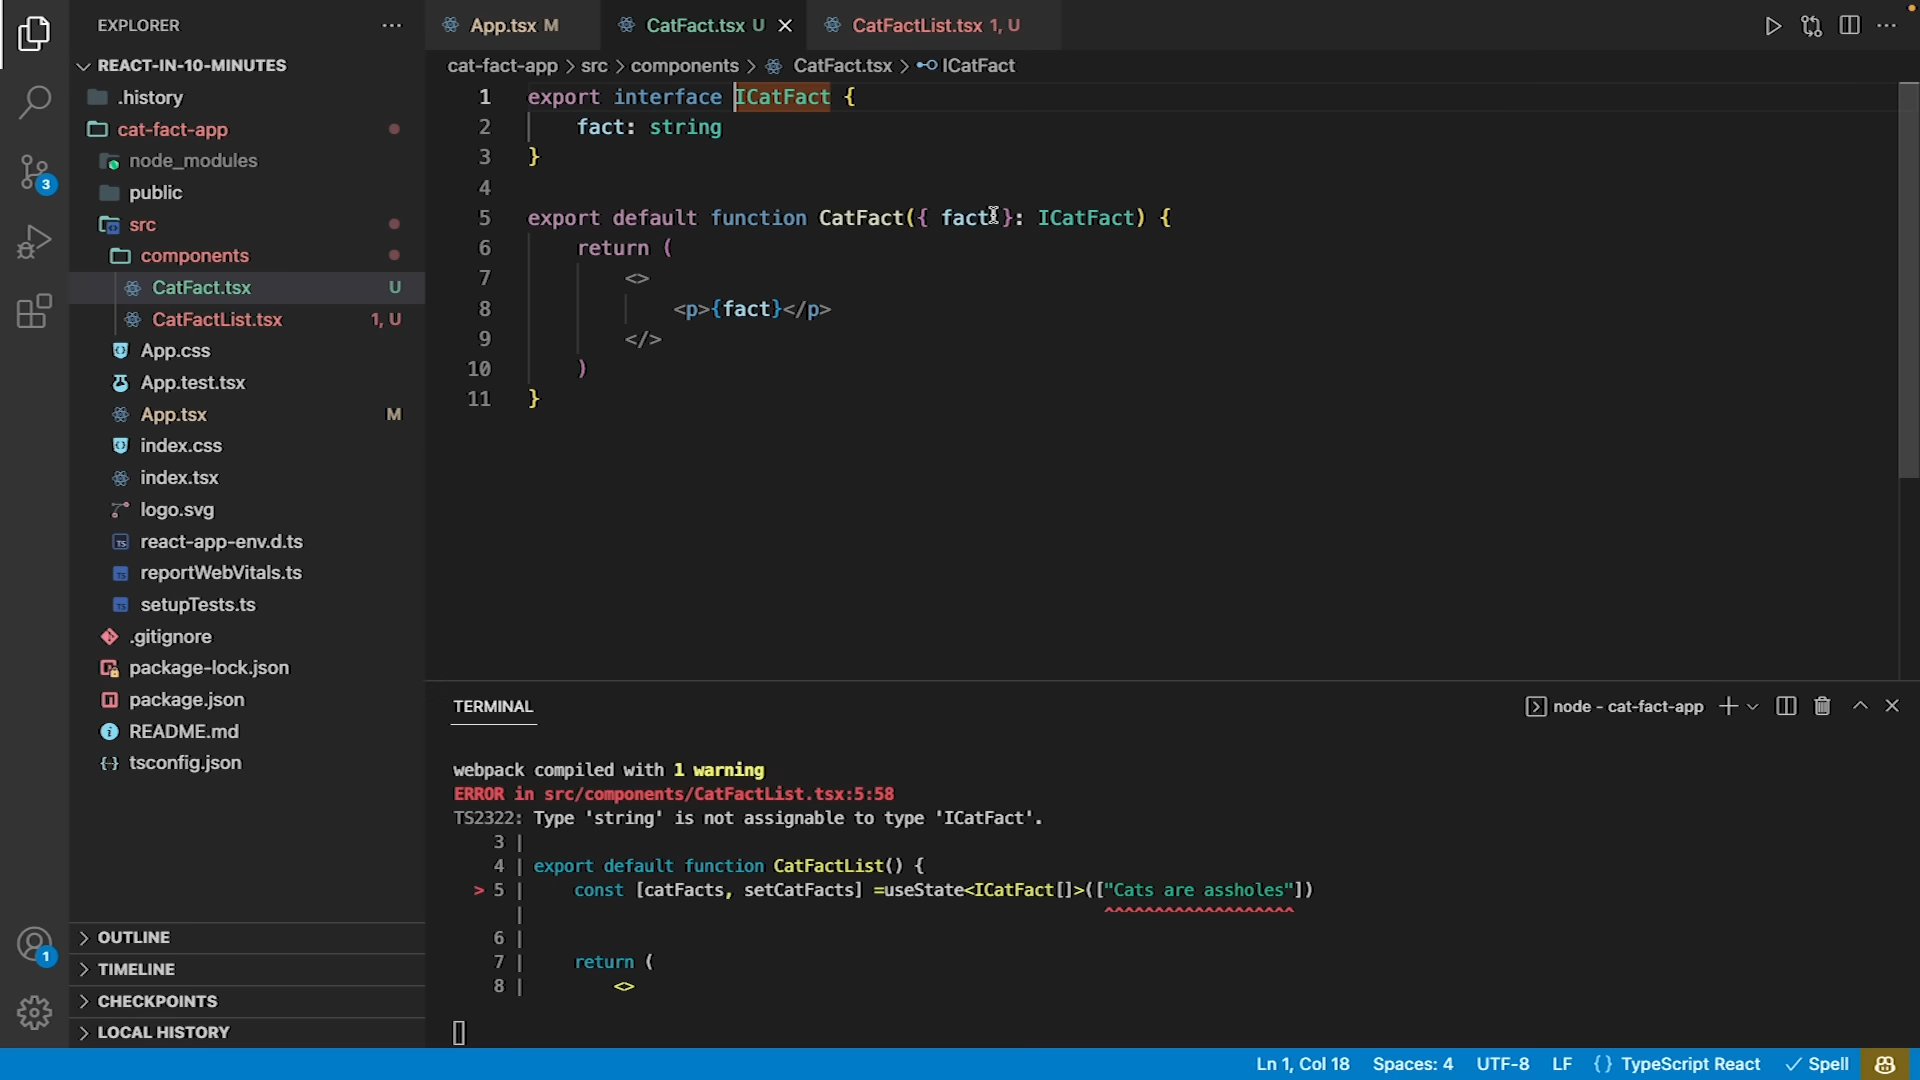 EXPLORER
REACT-IN-10-MINUTES
.history
cat-fact-app
node_modules
public
src
components
CatFact.tsx U
CatFactList.tsx 1, U
App.css
App.test.tsx
App.tsx M
index.css
index.tsx
logo.svg
react-app-env.d.ts
reportWebVitals.ts
setupTests.ts
.gitignore
package-lock.json
package.json
README.md
tsconfig.json
OUTLINE
TIMELINE
CHECKPOINTS
LOCAL HISTORY
3
1
App.tsx M CatFact.tsx U CatFactList.tsx 1, U
cat-fact-app > src > components > CatFact.tsx > ICatFact
1 export interface ICatFact {
2 fact: string
3 }
4
5 export default function CatFact({ fact }: ICatFact) {
6 return (
7 <>
8 <p>{fact}</p>
9 </>
10 )
11 }
TERMINAL
node - cat-fact-app
webpack compiled with 1 warning
ERROR in src/components/CatFactList.tsx:5:58
TS2322: Type 'string' is not assignable to type 'ICatFact'.
3 |
4 | export default function CatFactList() {
> 5 | const [catFacts, setCatFacts] =useState<ICatFact[]>(["Cats are assholes"])
| ^^^^^^^^^^^^^^^^^^^
6 |
7 | return (
8 | <>
Ln 1, Col 18 Spaces: 4 UTF-8 LF {} TypeScript React Spell